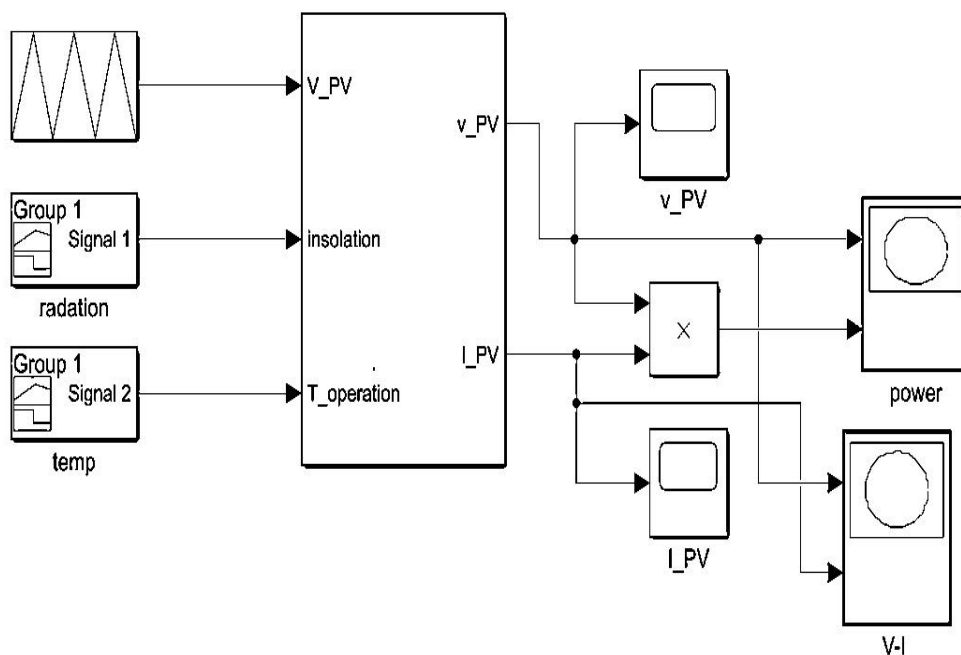 V_PV
v_PV
v_PV
Group 1
Signal 1
insolation
radation
X
Group 1
Signal 2
I_PV
T_operation
power
temp
I_PV
V-I